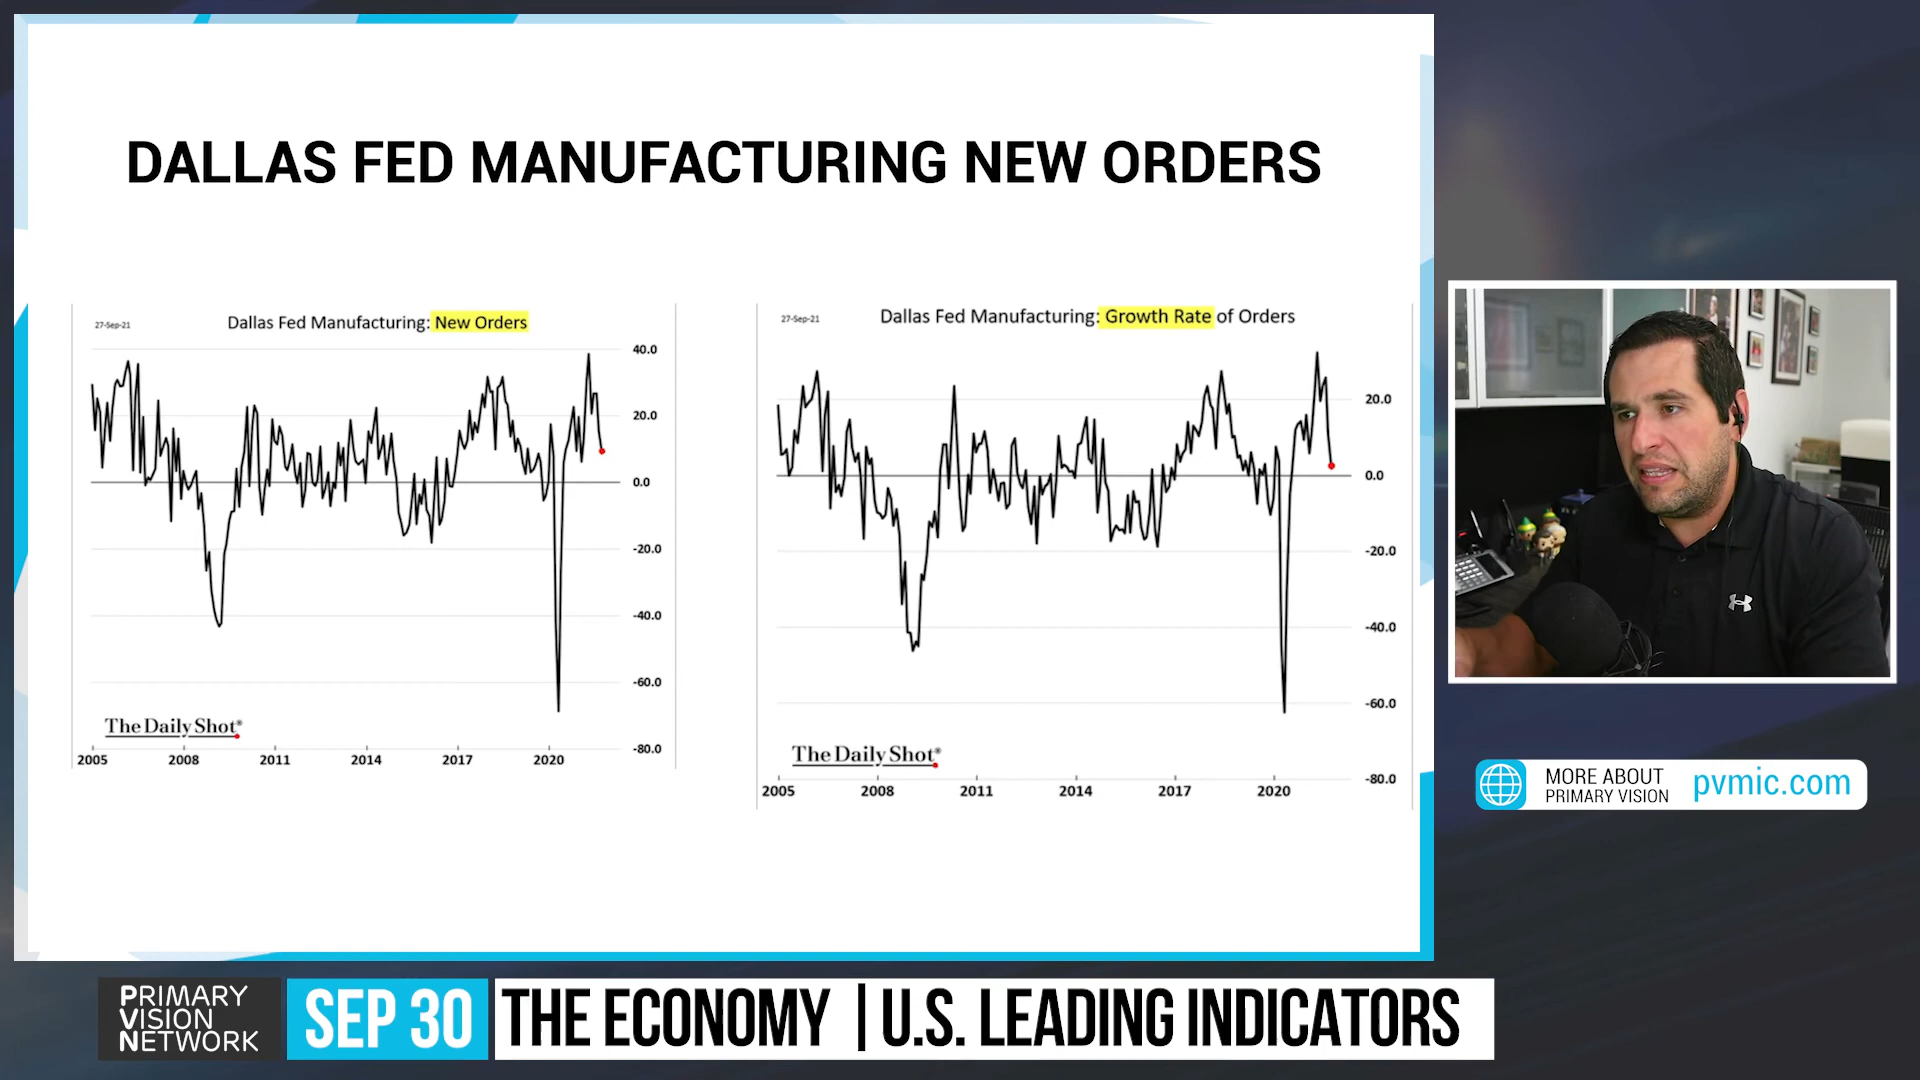 DALLAS FED MANUFACTURING NEW ORDERS
27-Sep-21
Dallas Fed Manufacturing: New Orders
40.0
20.0
0.0
-20.0
-40.0
-60.0
-80.0
The Daily Shot®
2005 2008 2011 2014 2017 2020
27-Sep-21
Dallas Fed Manufacturing: Growth Rate of Orders
20.0
0.0
-20.0
-40.0
-60.0
-80.0
The Daily Shot®
2005 2008 2011 2014 2017 2020
MORE ABOUT
PRIMARY VISION
pvmic.com
PRIMARY
VISION
NETWORK
SEP 30
THE ECONOMY | U.S. LEADING INDICATORS